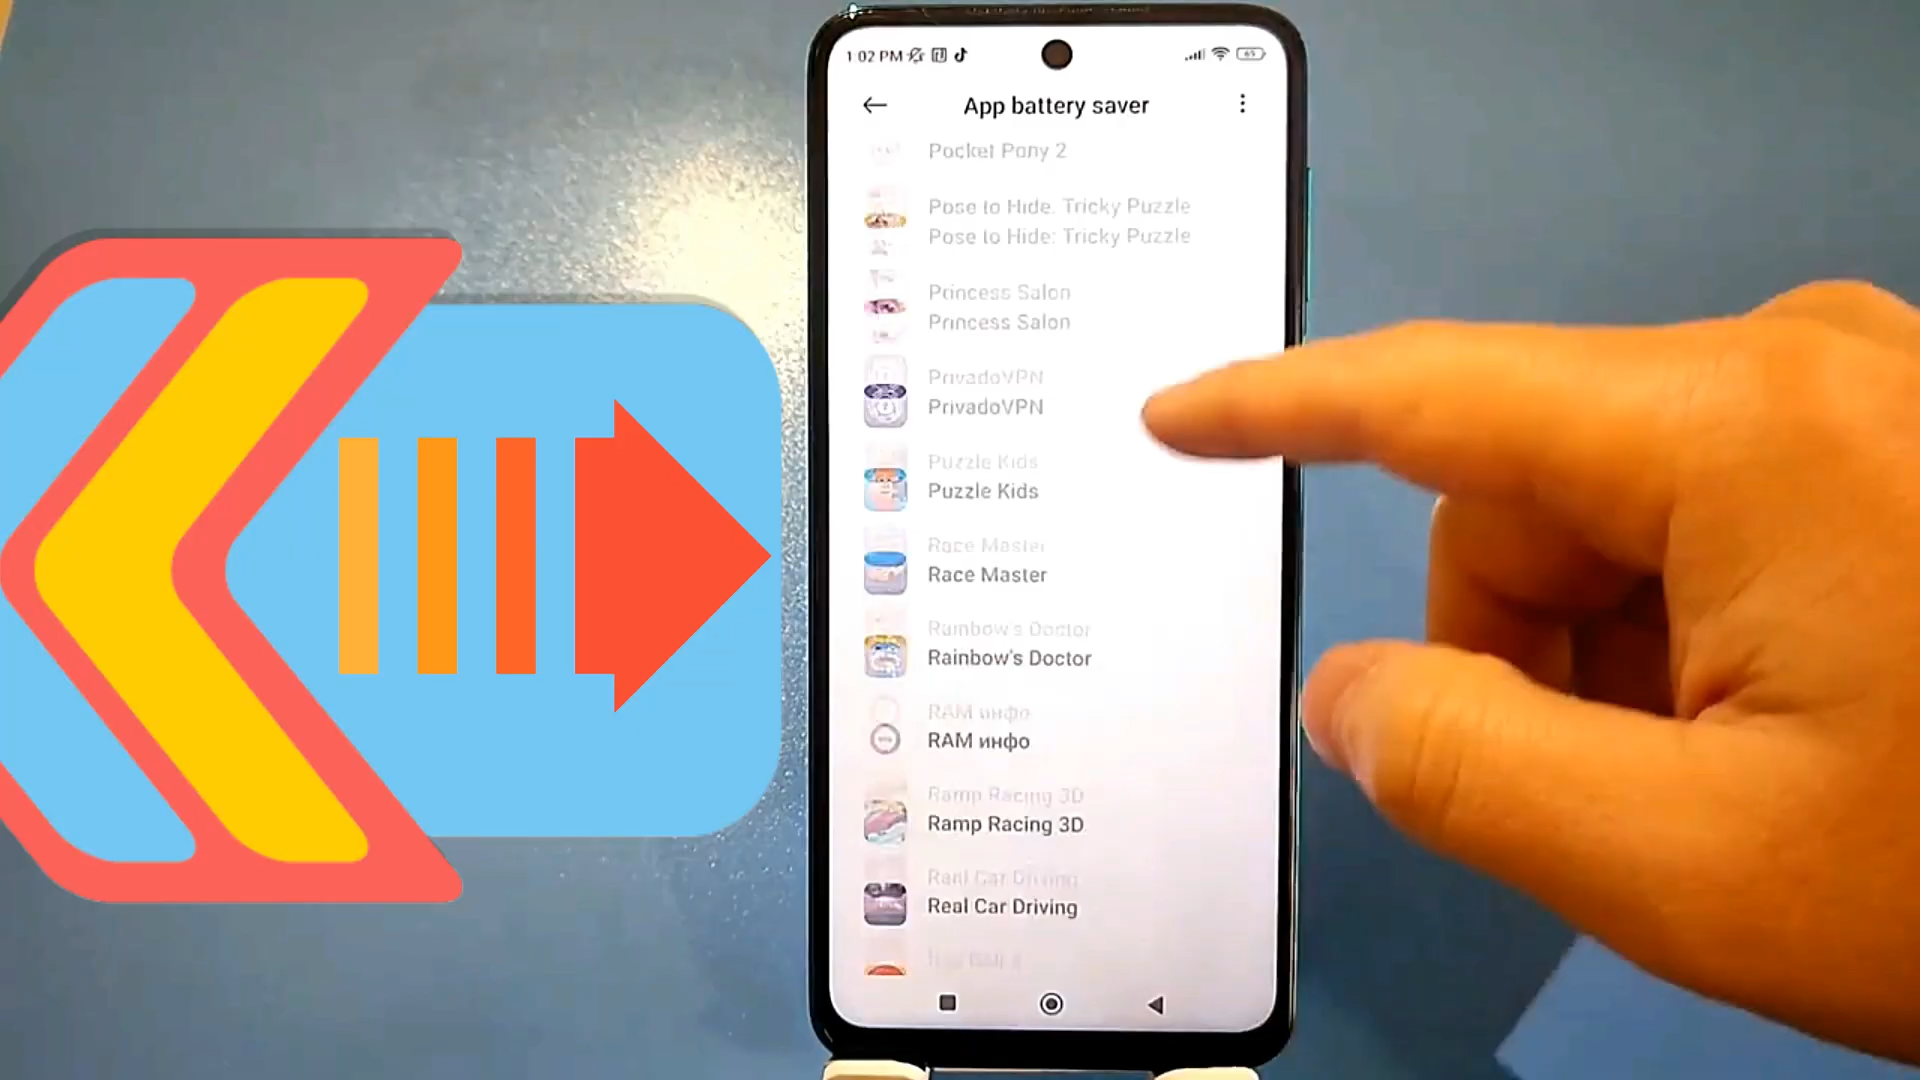 1:02 PM
65
App battery saver
Pocket Pony 2
Pose to Hide: Tricky Puzzle
Pose to Hide: Tricky Puzzle
Princess Salon
Princess Salon
PrivadoVPN
PrivadoVPN
Puzzle Kids
Puzzle Kids
Race Master
Race Master
Rainbow's Doctor
Rainbow's Doctor
RAM инфо
RAM инфо
Ramp Racing 3D
Ramp Racing 3D
Real Car Driving
Real Car Driving